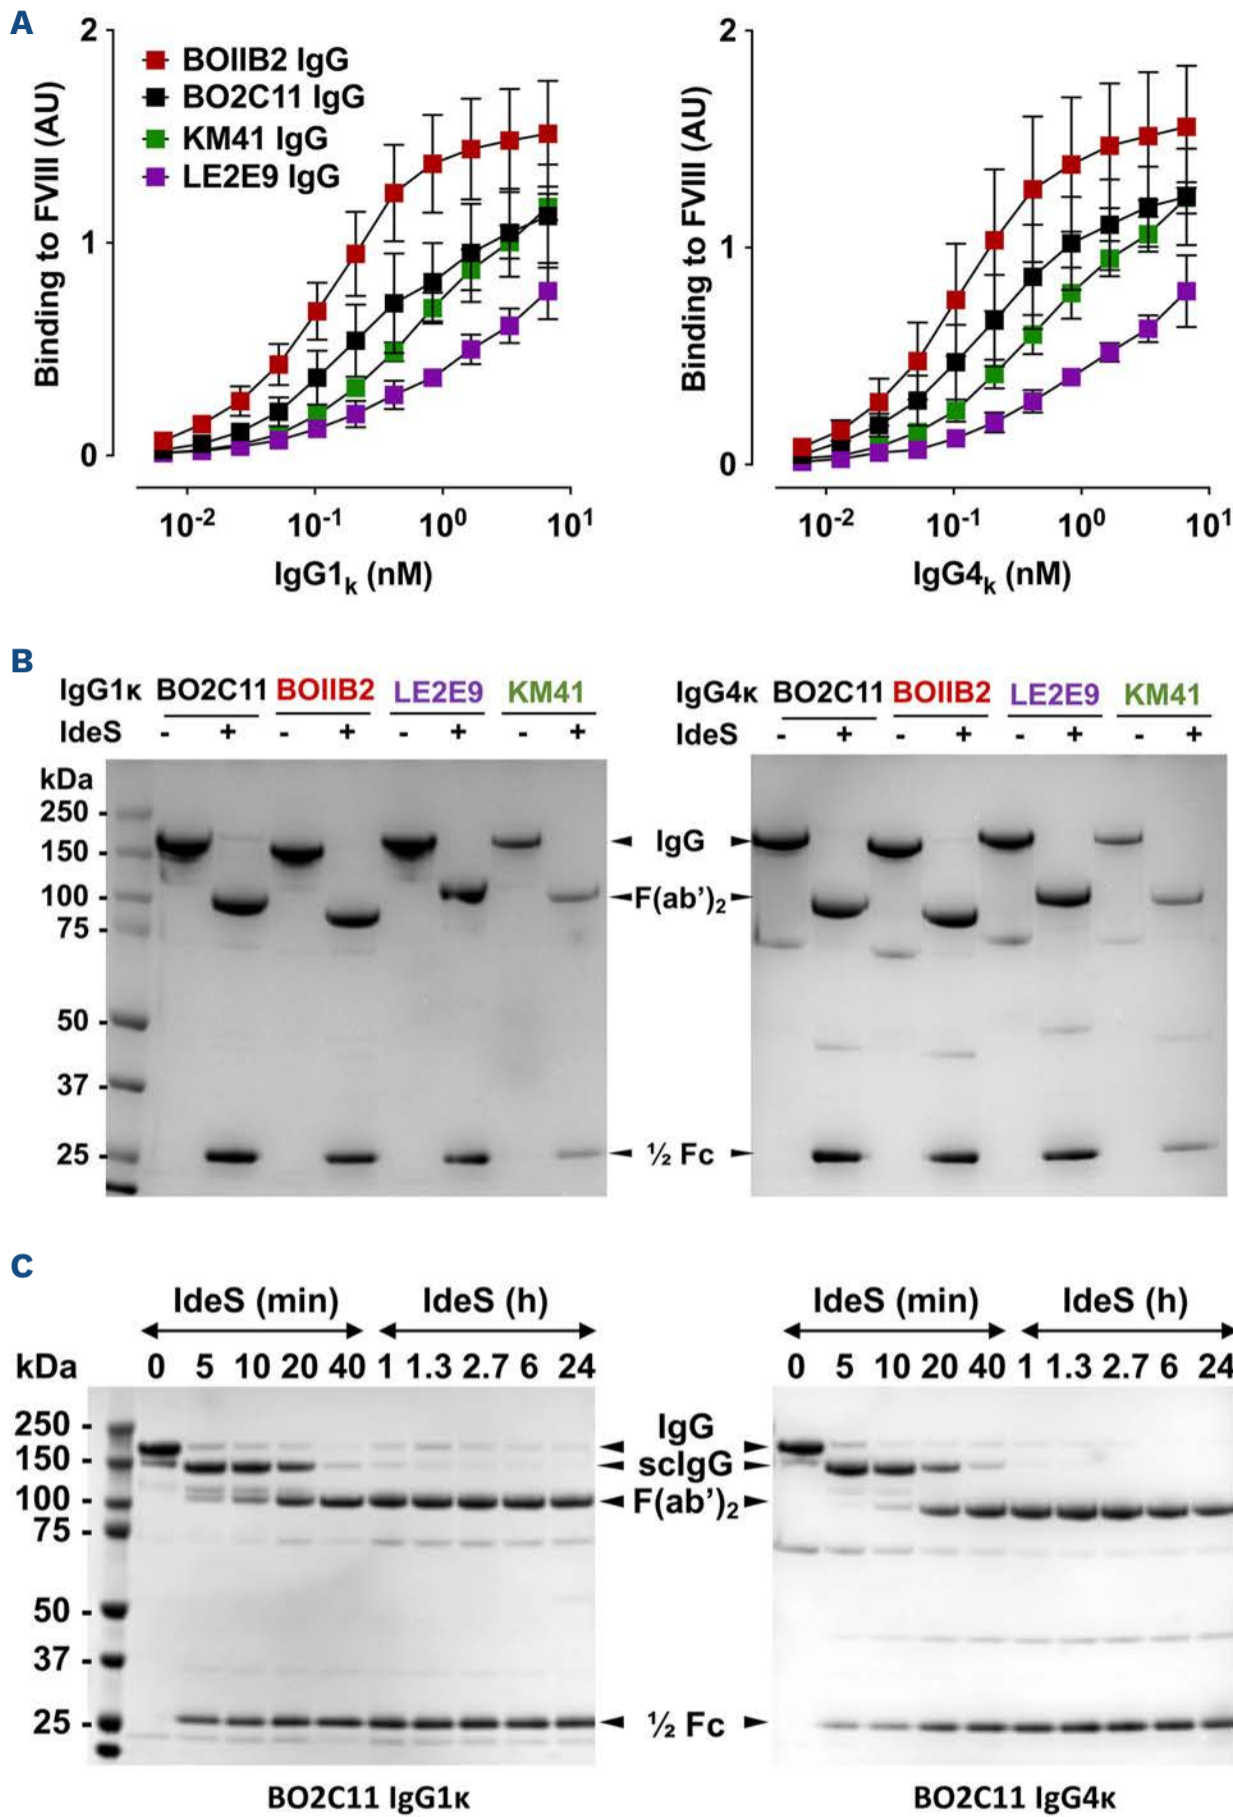 A
2
1
0
Binding to FVIII (AU)
BOIIB2 IgG
BO2C11 IgG
KM41 IgG
LE2E9 IgG
10-2 10-1 100 101
IgG1k (nM)
2
1
0
Binding to FVIII (AU)
10-2 10-1 100 101
IgG4k (nM)
B
IgG1κ BO2C11 BOIIB2 LE2E9 KM41
IdeS - + - + - + - +
kDa
250 -
150 -
100 -
75 -
50 -
37 -
25 -
IgG
F(ab’)2
½ Fc
IgG4κ BO2C11 BOIIB2 LE2E9 KM41
IdeS - + - + - + - +
C
IdeS (min) IdeS (h)
kDa 0 5 10 20 40 1 1.3 2.7 6 24
250 -
150 -
100 -
75 -
50 -
37 -
25 -
IgG
scIgG
F(ab’)2
½ Fc
BO2C11 IgG1κ
IdeS (min) IdeS (h)
0 5 10 20 40 1 1.3 2.7 6 24
BO2C11 IgG4κ